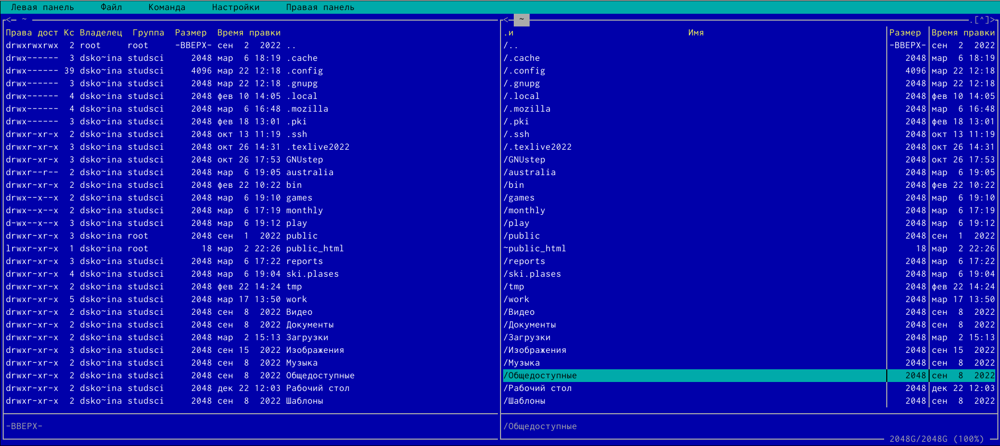 Левая панель     Файл     Команда     Настройки     Правая панель
<- ~
Права дост Кс Владелец  Группа  Размер  Время правки
drwxrwxrwx  2 root     root     -ВВЕРХ- сен  2  2022 ..
drwx------  3 dsko~ina studsci     2048 мар  6 18:19 .cache
drwx------ 39 dsko~ina studsci     4096 мар 22 12:18 .config
drwx------  3 dsko~ina studsci     2048 мар 22 12:18 .gnupg
drwx------  4 dsko~ina studsci     2048 фев 10 14:05 .local
drwx------  4 dsko~ina studsci     2048 мар  6 16:48 .mozilla
drwx------  3 dsko~ina studsci     2048 фев 18 13:01 .pki
drwxr-xr-x  2 dsko~ina studsci     2048 окт 13 11:19 .ssh
drwxr-xr-x  3 dsko~ina studsci     2048 окт 26 14:31 .texlive2022
drwxr-xr-x  3 dsko~ina studsci     2048 окт 26 17:53 GNUstep
drwxr--r--  2 dsko~ina studsci     2048 мар  6 19:05 australia
drwxr-xr-x  2 dsko~ina studsci     2048 фев 22 10:22 bin
drwx--x--x  2 dsko~ina studsci     2048 мар  6 19:10 games
drwx--x--x  2 dsko~ina studsci     2048 мар  6 17:19 monthly
d-wx--x--x  3 dsko~ina studsci     2048 мар  6 19:12 play
drwxr-xr-x  3 dsko~ina root        2048 сен  1  2022 public
lrwxr-xr-x  1 dsko~ina root          18 мар  2 22:26 public_html
drwxr-xr-x  3 dsko~ina studsci     2048 мар  6 17:22 reports
drwxr-xr-x  4 dsko~ina studsci     2048 мар  6 19:04 ski.plases
drwxr-xr-x  2 dsko~ina studsci     2048 фев 22 14:24 tmp
drwxr-xr-x  5 dsko~ina studsci     2048 мар 17 13:50 work
drwxr-xr-x  2 dsko~ina studsci     2048 сен  8  2022 Видео
drwxr-xr-x  2 dsko~ina studsci     2048 сен  8  2022 Документы
drwxr-xr-x  2 dsko~ina studsci     2048 мар  2 15:13 Загрузки
drwxr-xr-x  3 dsko~ina studsci     2048 сен 15  2022 Изображения
drwxr-xr-x  2 dsko~ina studsci     2048 сен  8  2022 Музыка
drwxr-xr-x  2 dsko~ina studsci     2048 сен  8  2022 Общедоступные
drwxr-xr-x  2 dsko~ina studsci     2048 дек 22 12:03 Рабочий стол
drwxr-xr-x  2 dsko~ina studsci     2048 сен  8  2022 Шаблоны
-ВВЕРХ-
<- ~ .[^]>
.и Имя Размер Время правки
/.. -ВВЕРХ- сен  2  2022
/.cache 2048 мар  6 18:19
/.config 4096 мар 22 12:18
/.gnupg 2048 мар 22 12:18
/.local 2048 фев 10 14:05
/.mozilla 2048 мар  6 16:48
/.pki 2048 фев 18 13:01
/.ssh 2048 окт 13 11:19
/.texlive2022 2048 окт 26 14:31
/GNUstep 2048 окт 26 17:53
/australia 2048 мар  6 19:05
/bin 2048 фев 22 10:22
/games 2048 мар  6 19:10
/monthly 2048 мар  6 17:19
/play 2048 мар  6 19:12
/public 2048 сен  1  2022
~public_html 18 мар  2 22:26
/reports 2048 мар  6 17:22
/ski.plases 2048 мар  6 19:04
/tmp 2048 фев 22 14:24
/work 2048 мар 17 13:50
/Видео 2048 сен  8  2022
/Документы 2048 сен  8  2022
/Загрузки 2048 мар  2 15:13
/Изображения 2048 сен 15  2022
/Музыка 2048 сен  8  2022
/Общедоступные 2048 сен  8  2022
/Рабочий стол 2048 дек 22 12:03
/Шаблоны 2048 сен  8  2022
/Общедоступные
2048G/2048G (100%)